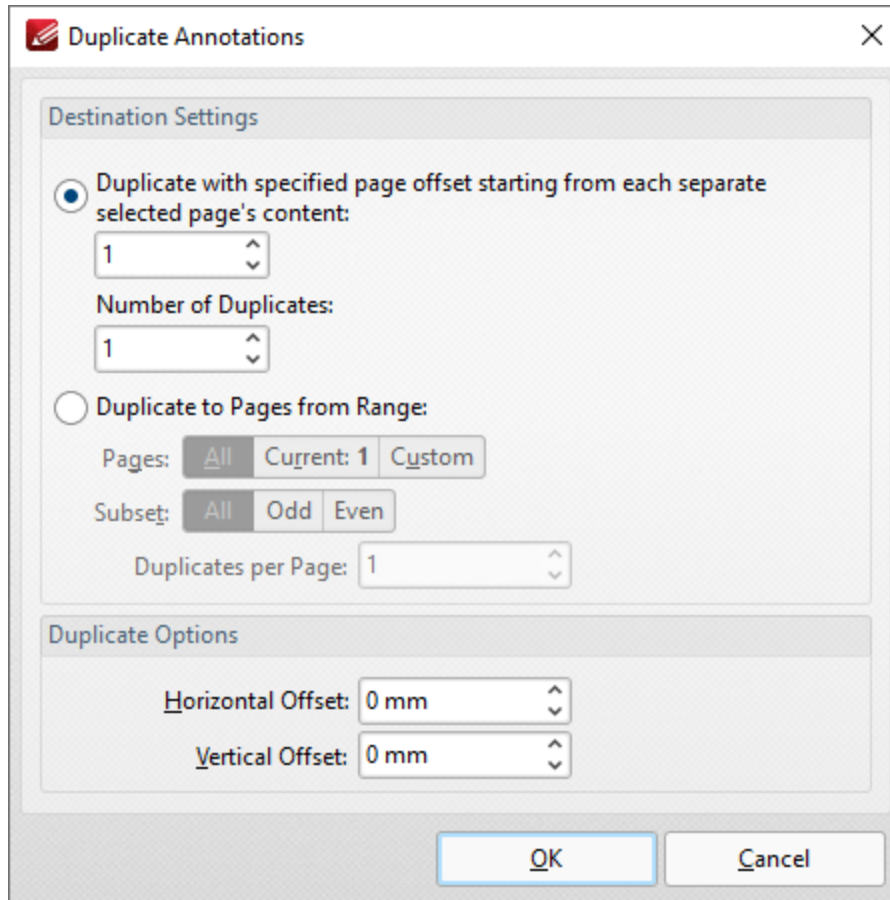 Duplicate Annotations
Destination Settings
Duplicate with specified page offset starting from each separate
selected page's content:
1
Number of Duplicates:
1
Duplicate to Pages from Range:
Pages: All Current: 1 Custom
Subset: All Odd Even
Duplicates per Page: 1
Duplicate Options
Horizontal Offset: 0 mm
Vertical Offset: 0 mm
OK Cancel